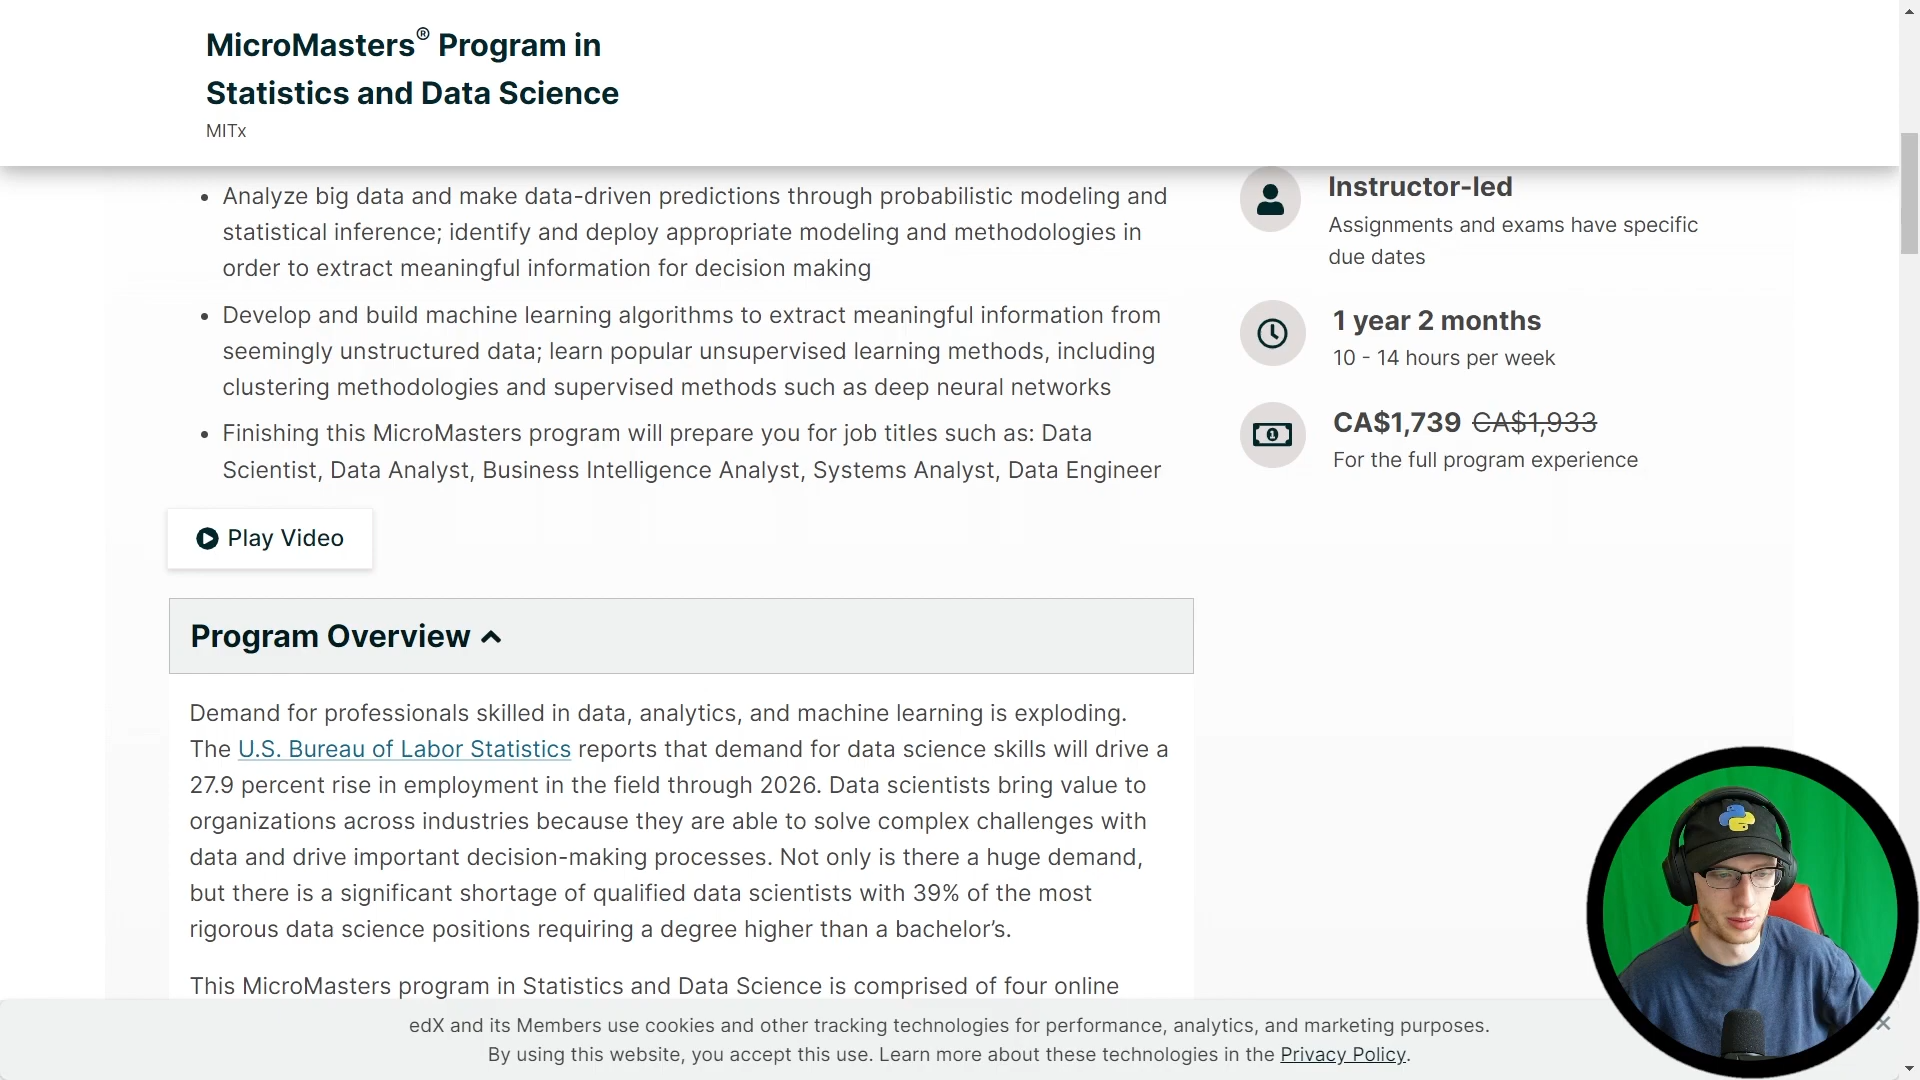 MicroMasters® Program in
Statistics and Data Science
MITx
Analyze big data and make data-driven predictions through probabilistic modeling and
statistical inference; identify and deploy appropriate modeling and methodologies in
order to extract meaningful information for decision making
Develop and build machine learning algorithms to extract meaningful information from
seemingly unstructured data; learn popular unsupervised learning methods, including
clustering methodologies and supervised methods such as deep neural networks
Finishing this MicroMasters program will prepare you for job titles such as: Data
Scientist, Data Analyst, Business Intelligence Analyst, Systems Analyst, Data Engineer
Play Video
Instructor-led
Assignments and exams have specific
due dates
1 year 2 months
10 - 14 hours per week
CA$1,739 CA$1,933
For the full program experience
Program Overview
Demand for professionals skilled in data, analytics, and machine learning is exploding.
The U.S. Bureau of Labor Statistics reports that demand for data science skills will drive a
27.9 percent rise in employment in the field through 2026. Data scientists bring value to
organizations across industries because they are able to solve complex challenges with
data and drive important decision-making processes. Not only is there a huge demand,
but there is a significant shortage of qualified data scientists with 39% of the most
rigorous data science positions requiring a degree higher than a bachelor’s.
This MicroMasters program in Statistics and Data Science is comprised of four online
edX and its Members use cookies and other tracking technologies for performance, analytics, and marketing purposes.
By using this website, you accept this use. Learn more about these technologies in the Privacy Policy.